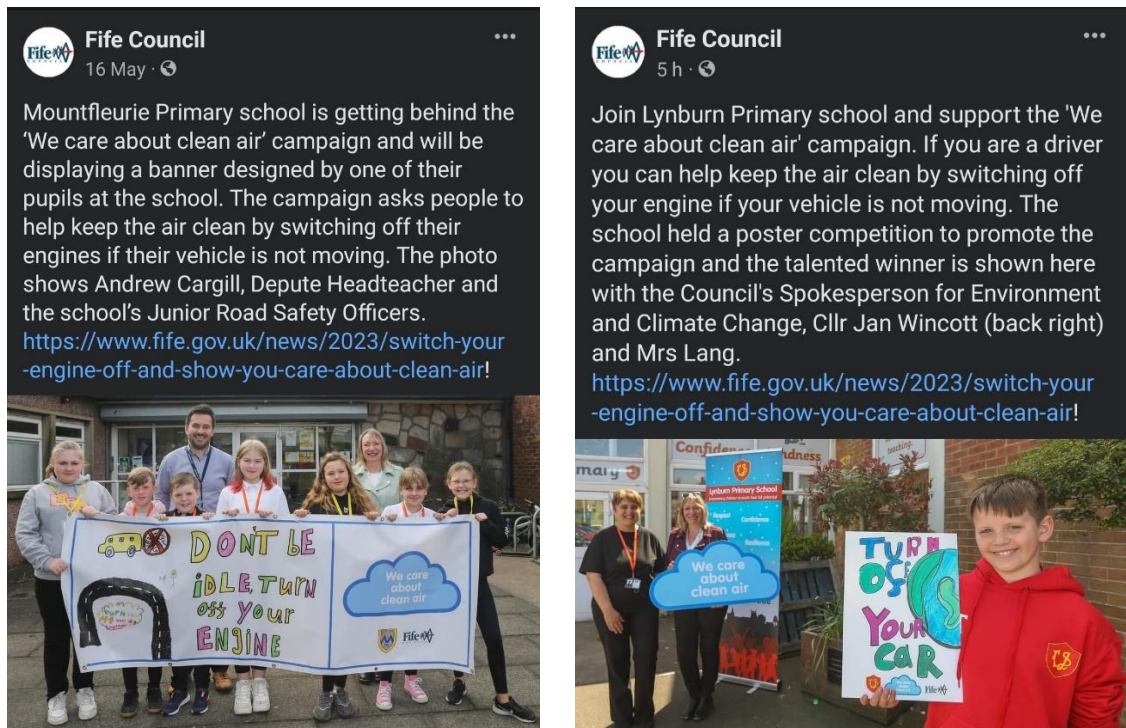 Fife Council
16 May
Mountfleurie Primary school is getting behind the
‘We care about clean air’ campaign and will be
displaying a banner designed by one of their
pupils at the school. The campaign asks people to
help keep the air clean by switching off their
engines if their vehicle is not moving. The photo
shows Andrew Cargill, Depute Headteacher and
the school’s Junior Road Safety Officers.
https://www.fife.gov.uk/news/2023/switch-your
-engine-off-and-show-you-care-about-clean-air!
DON'T bE
iDLE,TURN
off YOUR
ENGINE
We care
about
clean air
Fife
Fife Council
5 h
Join Lynburn Primary school and support the 'We
care about clean air' campaign. If you are a driver
you can help keep the air clean by switching off
your engine if your vehicle is not moving. The
school held a poster competition to promote the
campaign and the talented winner is shown here
with the Council's Spokesperson for Environment
and Climate Change, Cllr Jan Wincott (back right)
and Mrs Lang.
https://www.fife.gov.uk/news/2023/switch-your
-engine-off-and-show-you-care-about-clean-air!
Confidence
teaching.
Lynburn Primary School
Respect
Confidence
Resilience
We care
about
clean air
TURN
OFF
YOUR
CAR
Fife